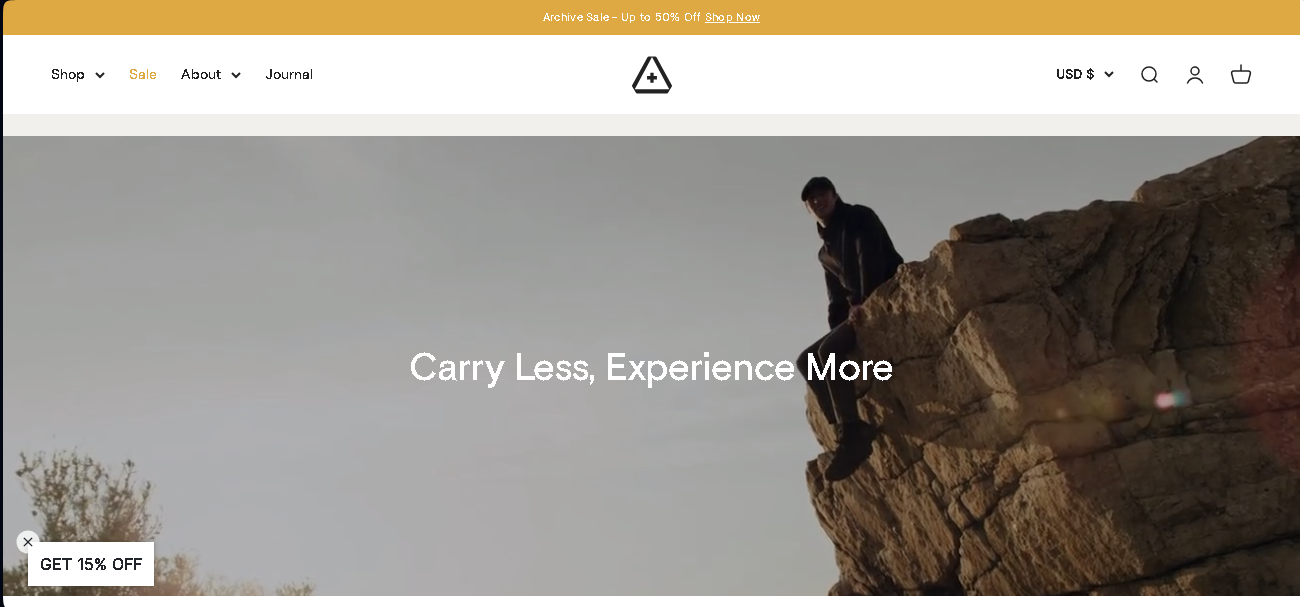 Archive Sale – Up to 50% Off Shop Now
Shop Sale About Journal USD $
Carry Less, Experience More
GET 15% OFF